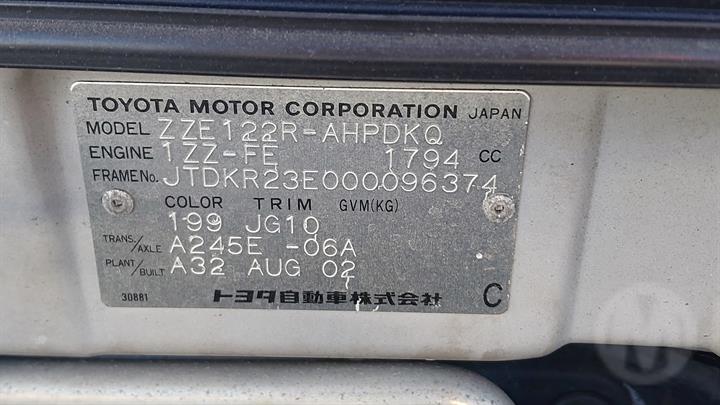 TOYOTA MOTOR CORPORATION JAPAN
MODEL ZZE122R-AHPDKQ
ENGINE 1ZZ-FE 1794 CC
FRAME No. JTDKR23E000096374
COLOR TRIM GVM(KG)
199 JG10
TRANS./AXLE A245E -06A
PLANT/BUILT A32 AUG 02
30881 トヨタ自動車株式会社 C
M